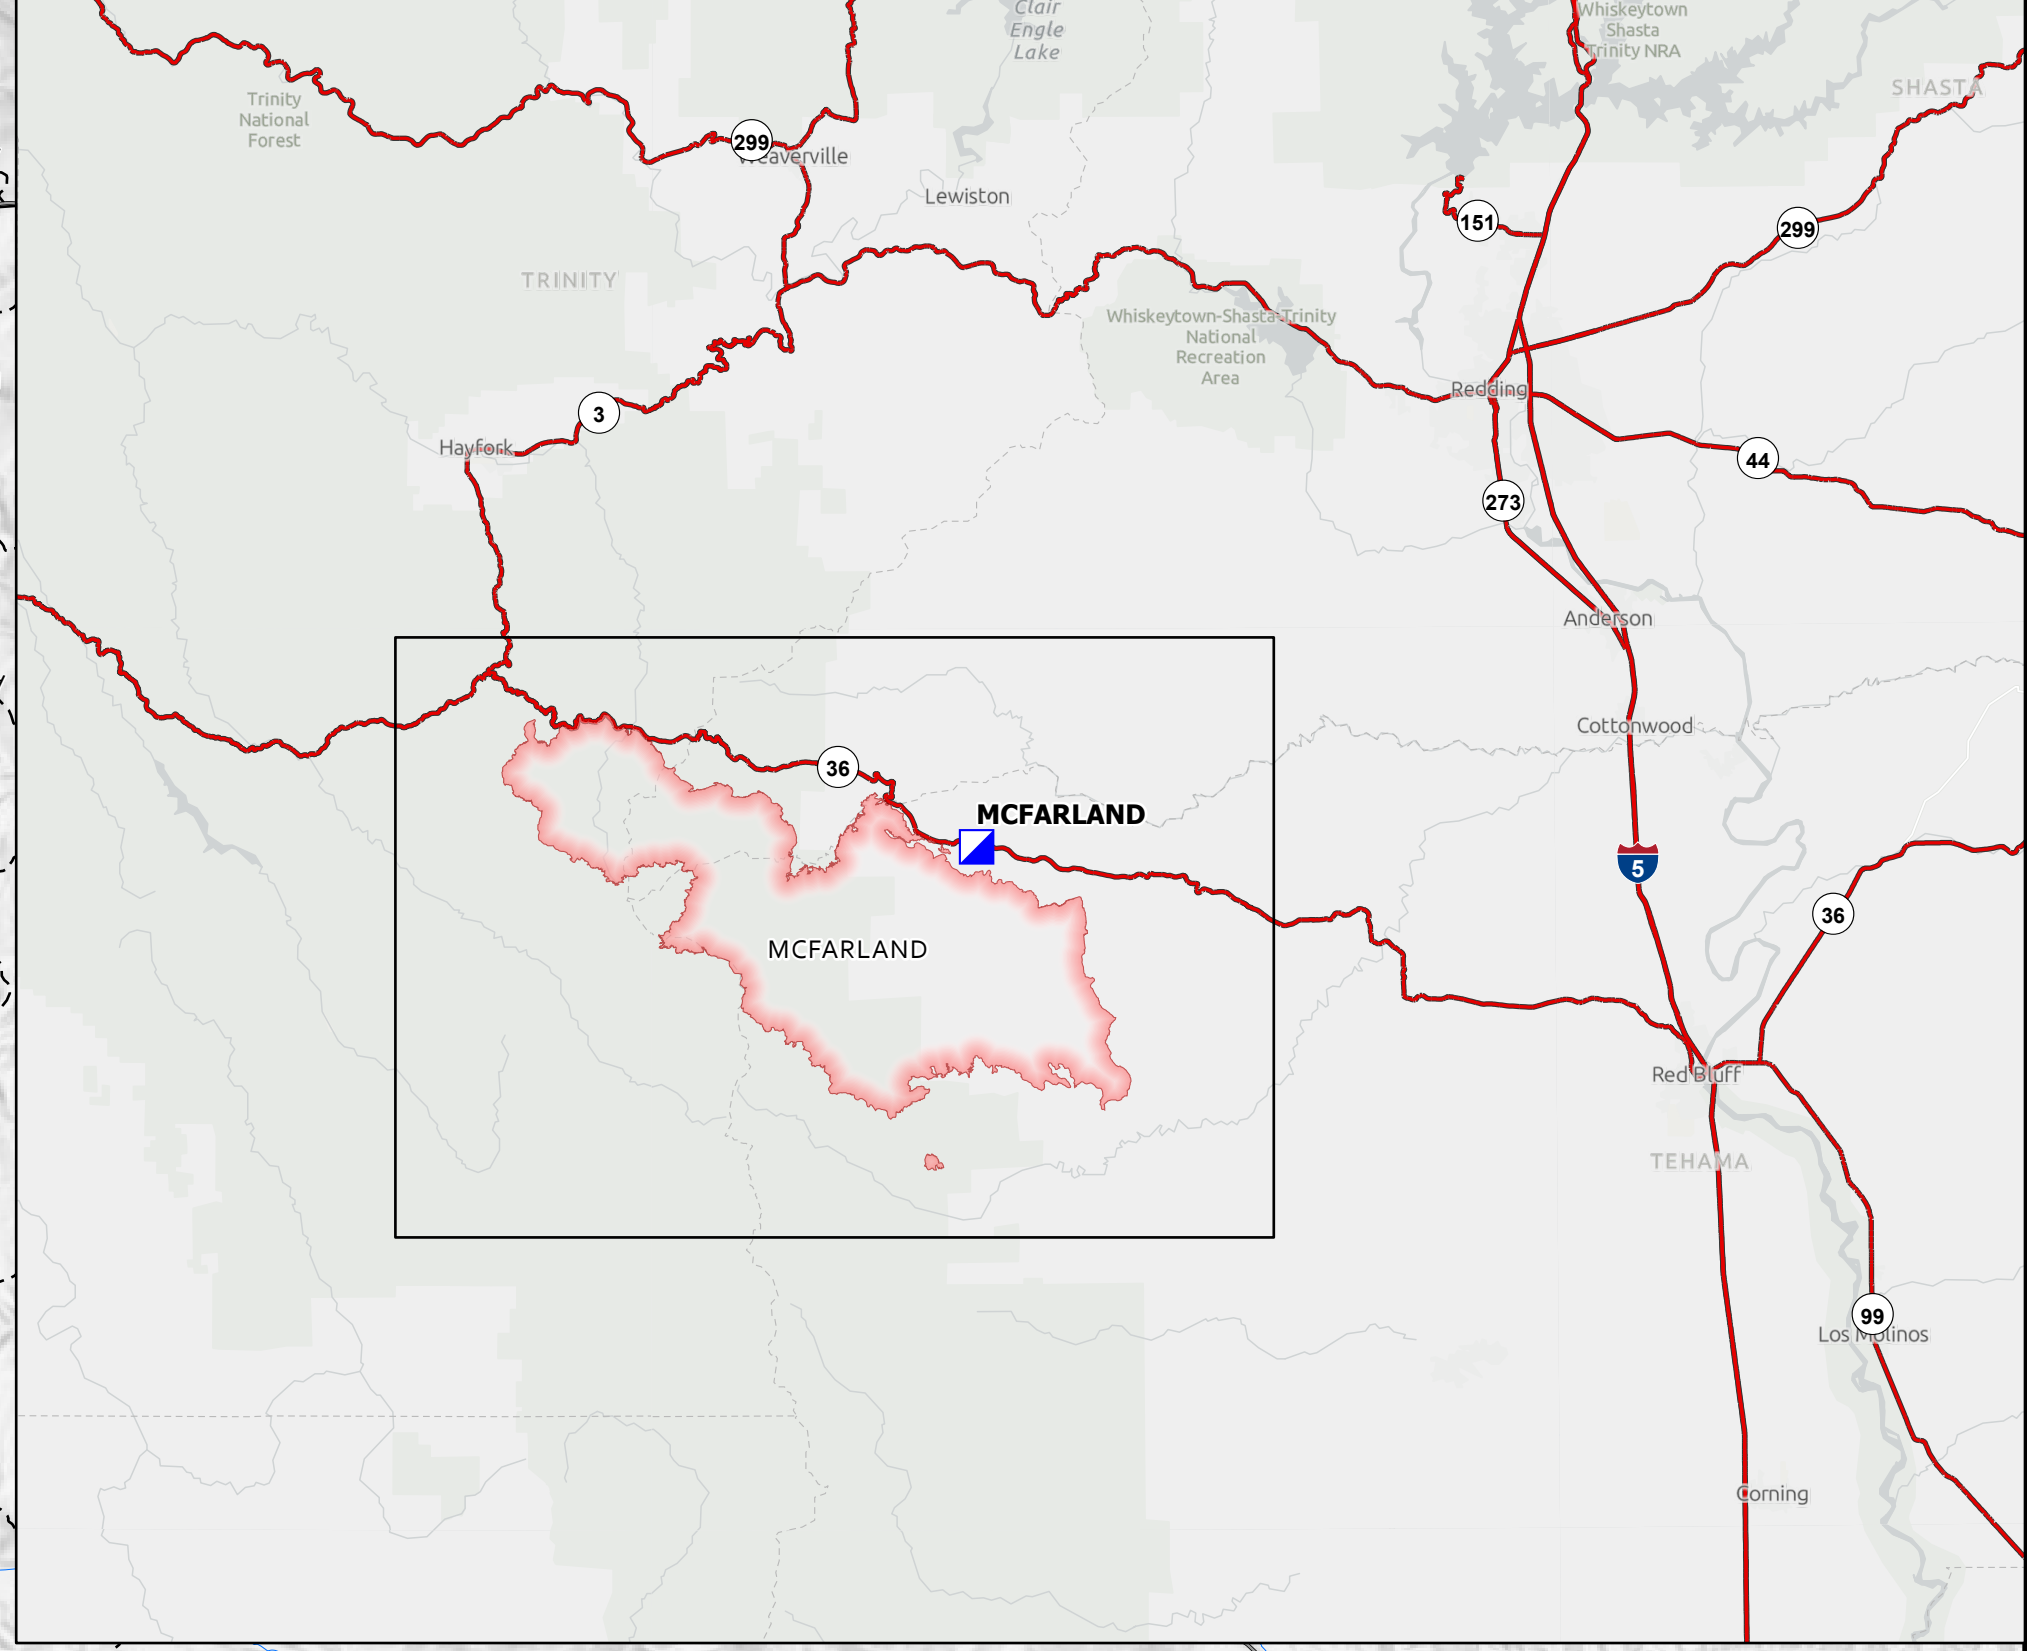 Clair
Engle
Lake
Whiskeytown
Shasta
Trinity NRA
SHASTA
Trinity
National
Forest
299
Weaverville
Lewiston
151
299
TRINITY
Whiskeytown-Shasta-Trinity
National
Recreation
Area
Redding
3
Hayfork
44
273
Anderson
Cottonwood
36
MCFARLAND
5
36
MCFARLAND
Red Bluff
TEHAMA
99
Los Molinos
Corning